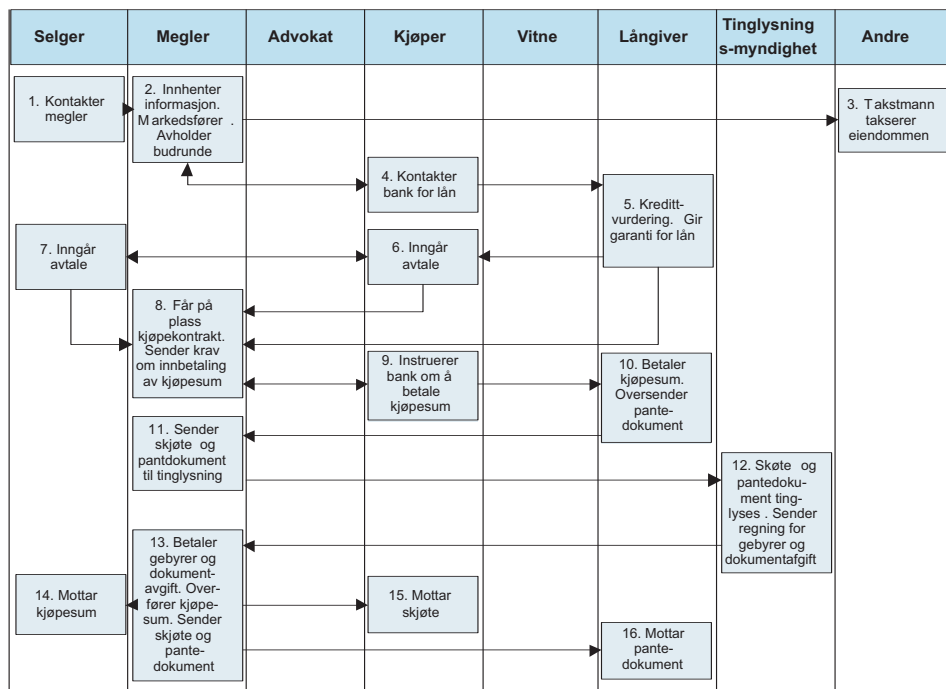 Selger
Megler
Advokat
Kjøper
Vitne
Långiver
Tinglysning
s-myndighet
Andre
1. Kontakter
megler
2. Innhenter
informasjon.
Markedsfører .
Avholder
budrunde
3. Takstmann
takserer
eiendommen
4. Kontakter
bank for lån
5. Kreditt-
vurdering. Gir
garanti for lån
6. Inngår
avtale
7. Inngår
avtale
8. Får på
plass
kjøpekontrakt.
Sender krav
om innbetaling
av kjøpesum
9. Instruerer
bank om å
betale
kjøpesum
10. Betaler
kjøpesum.
Oversender
pante-
dokument
11. Sender
skjøte og
pantdokument
til tinglysning
12. Skøte og
pantedoku-
ment ting-
lyses . Sender
regning for
gebyrer og
dokumentafgift
13. Betaler
gebyrer og
dokument-
avgift. Over-
fører kjøpe-
sum. Sender
skjøte og
pante-
dokument
14. Mottar
kjøpesum
15. Mottar
skjøte
16. Mottar
pante-
dokument